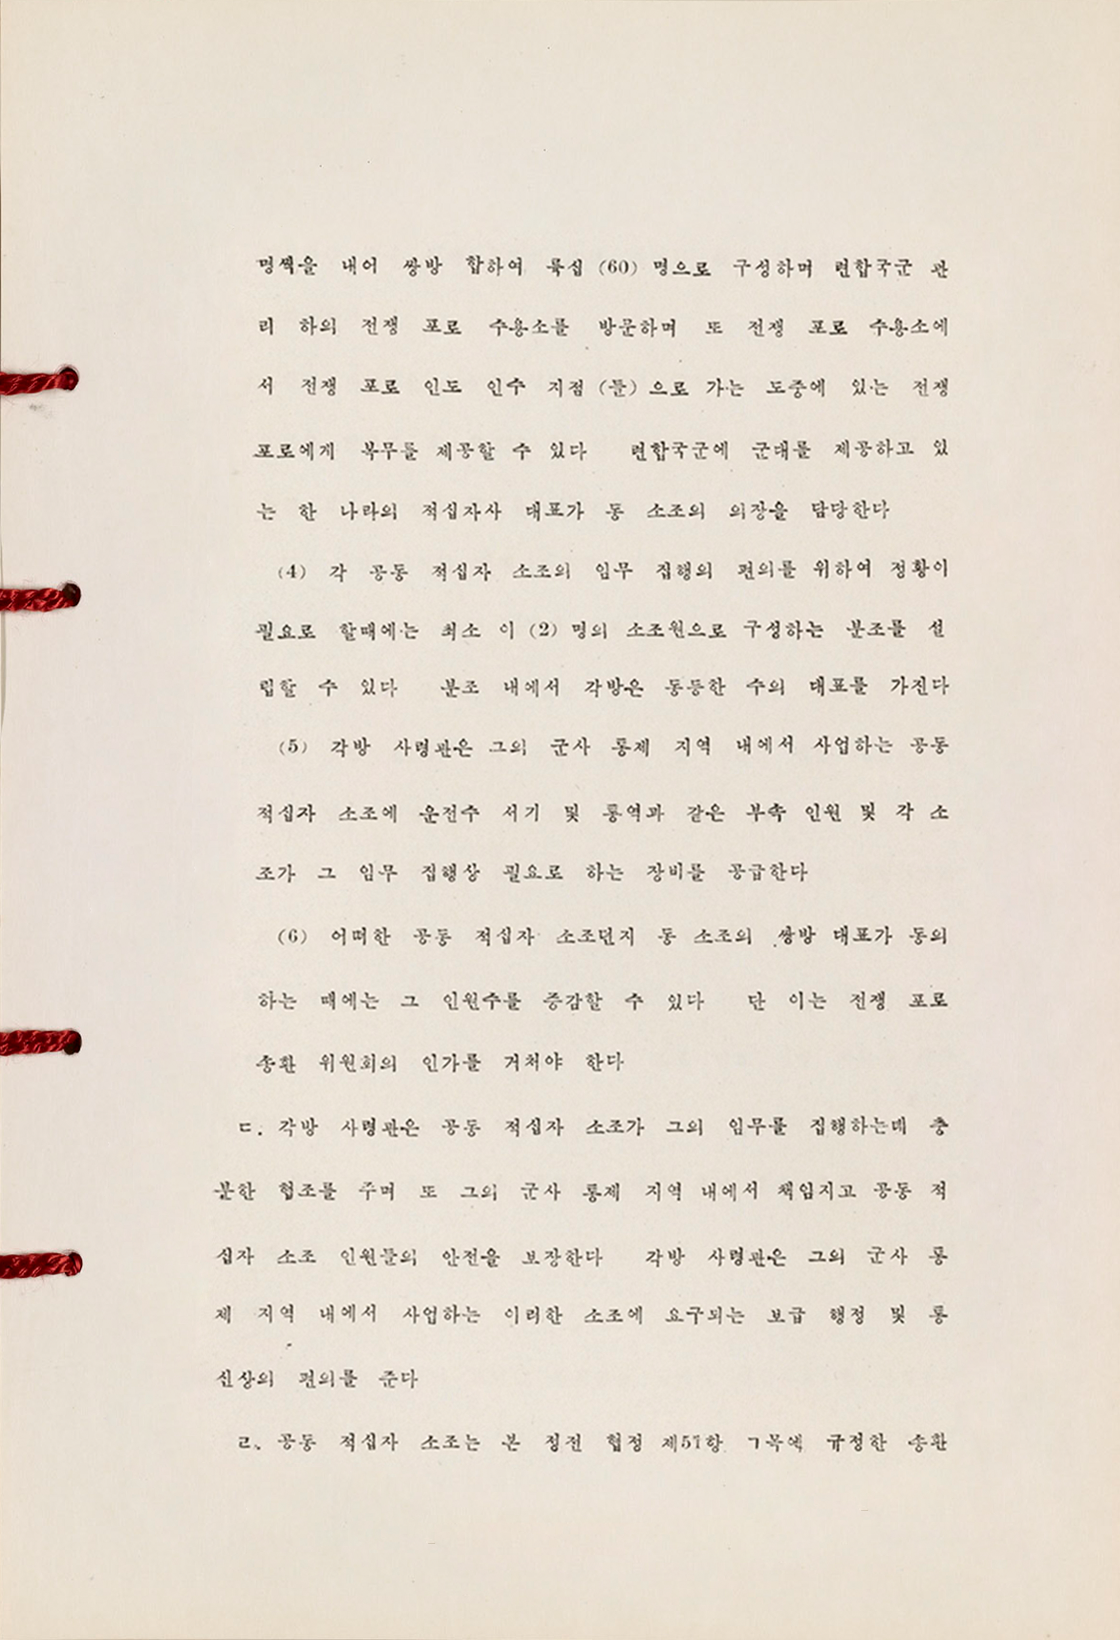 명씩을 내어 쌍방 합하여 륙십 (60) 명으로 구성하며 련합국군 관
리 하의 전쟁 포로 수용소를 방문하며 또 전쟁 포로 수용소에
서 전쟁 포로 인도 인수 지점 (들) 으로 가는 도중에 있는 전쟁
포로에게 복무를 제공할 수 있다 련합국군에 군대를 제공하고 있
는 한 나라의 적십자사 대표가 동 소조의 의장을 담당한다
(4) 각 공동 적십자 소조의 임무 집행의 편의를 위하여 정황이
필요로 할때에는 최소 이 (2) 명의 소조원으로 구성하는 분조를 설
립할 수 있다 분조 내에서 각방은 동등한 수의 대표를 가진다
(5) 각방 사령관은 그의 군사 통제 지역 내에서 사업하는 공동
적십자 소조에 운전수 서기 및 통역과 같은 부속 인원 및 각 소
조가 그 임무 집행상 필요로 하는 장비를 공급한다
(6) 어떠한 공동 적십자 소조던지 동 소조의 쌍방 대표가 동의
하는 때에는 그 인원수를 증감할 수 있다 단 이는 전쟁 포로
송환 위원회의 인가를 거쳐야 한다
ㄷ. 각방 사령관은 공동 적십자 소조가 그의 임무를 집행하는데 충
분한 협조를 주며 또 그의 군사 통제 지역 내에서 책임지고 공동 적
십자 소조 인원들의 안전을 보장한다 각방 사령관은 그의 군사 통
제 지역 내에서 사업하는 이러한 소조에 요구되는 보급 행정 및 통
신상의 편의를 준다
ㄹ. 공동 적십자 소조는 본 정전 협정 제51항 ㄱ목에 규정한 송환